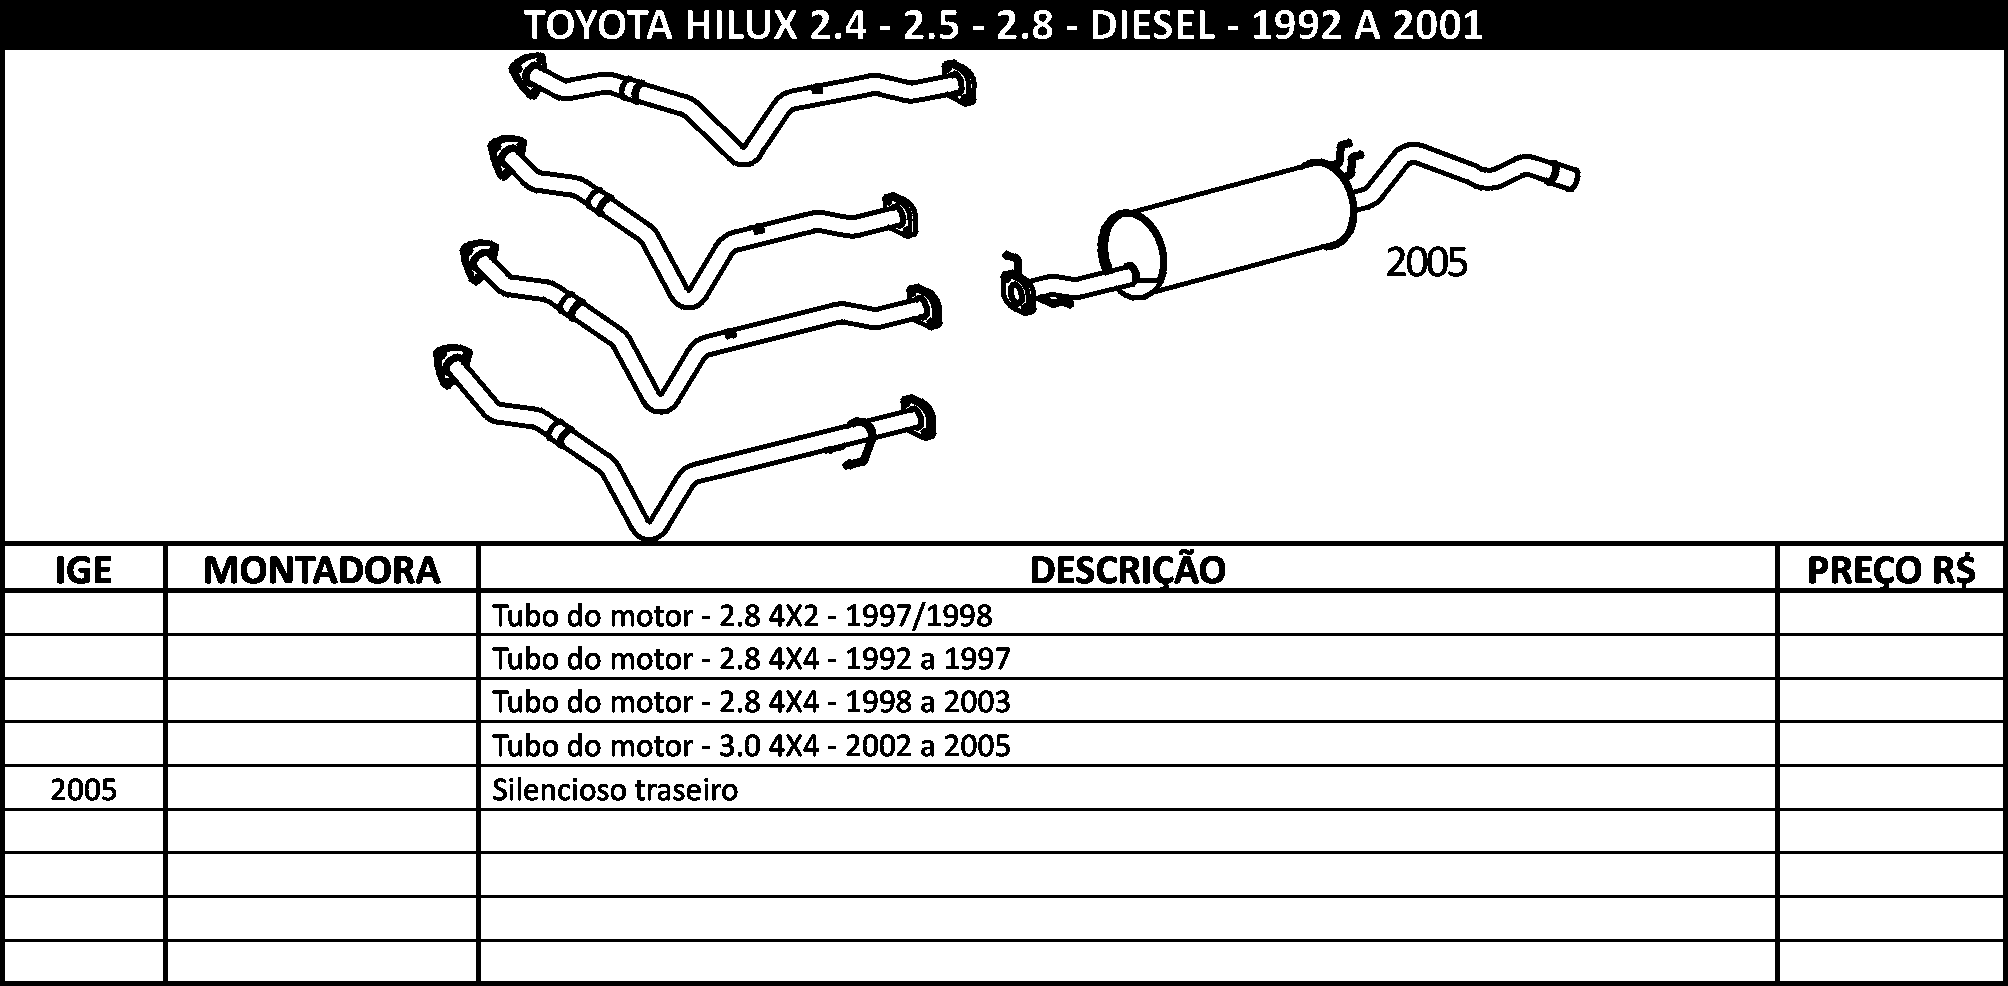 TOYOTA HILUX 2.4 - 2.5 - 2.8 - DIESEL - 1992 A 2001
2005
IGE MONTADORA DESCRIÇÃO PREÇO R$
Tubo do motor - 2.8 4X2 - 1997/1998
Tubo do motor - 2.8 4X4 - 1992 a 1997
Tubo do motor - 2.8 4X4 - 1998 a 2003
Tubo do motor - 3.0 4X4 - 2002 a 2005
2005 Silencioso traseiro